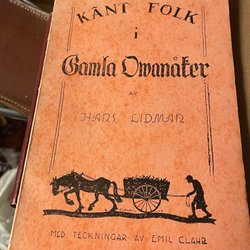 KÄNT FOLK
i
Gamla Owanåker
AV
HANS LIDMAN
MED TECKNINGAR AV EMIL CLAHR